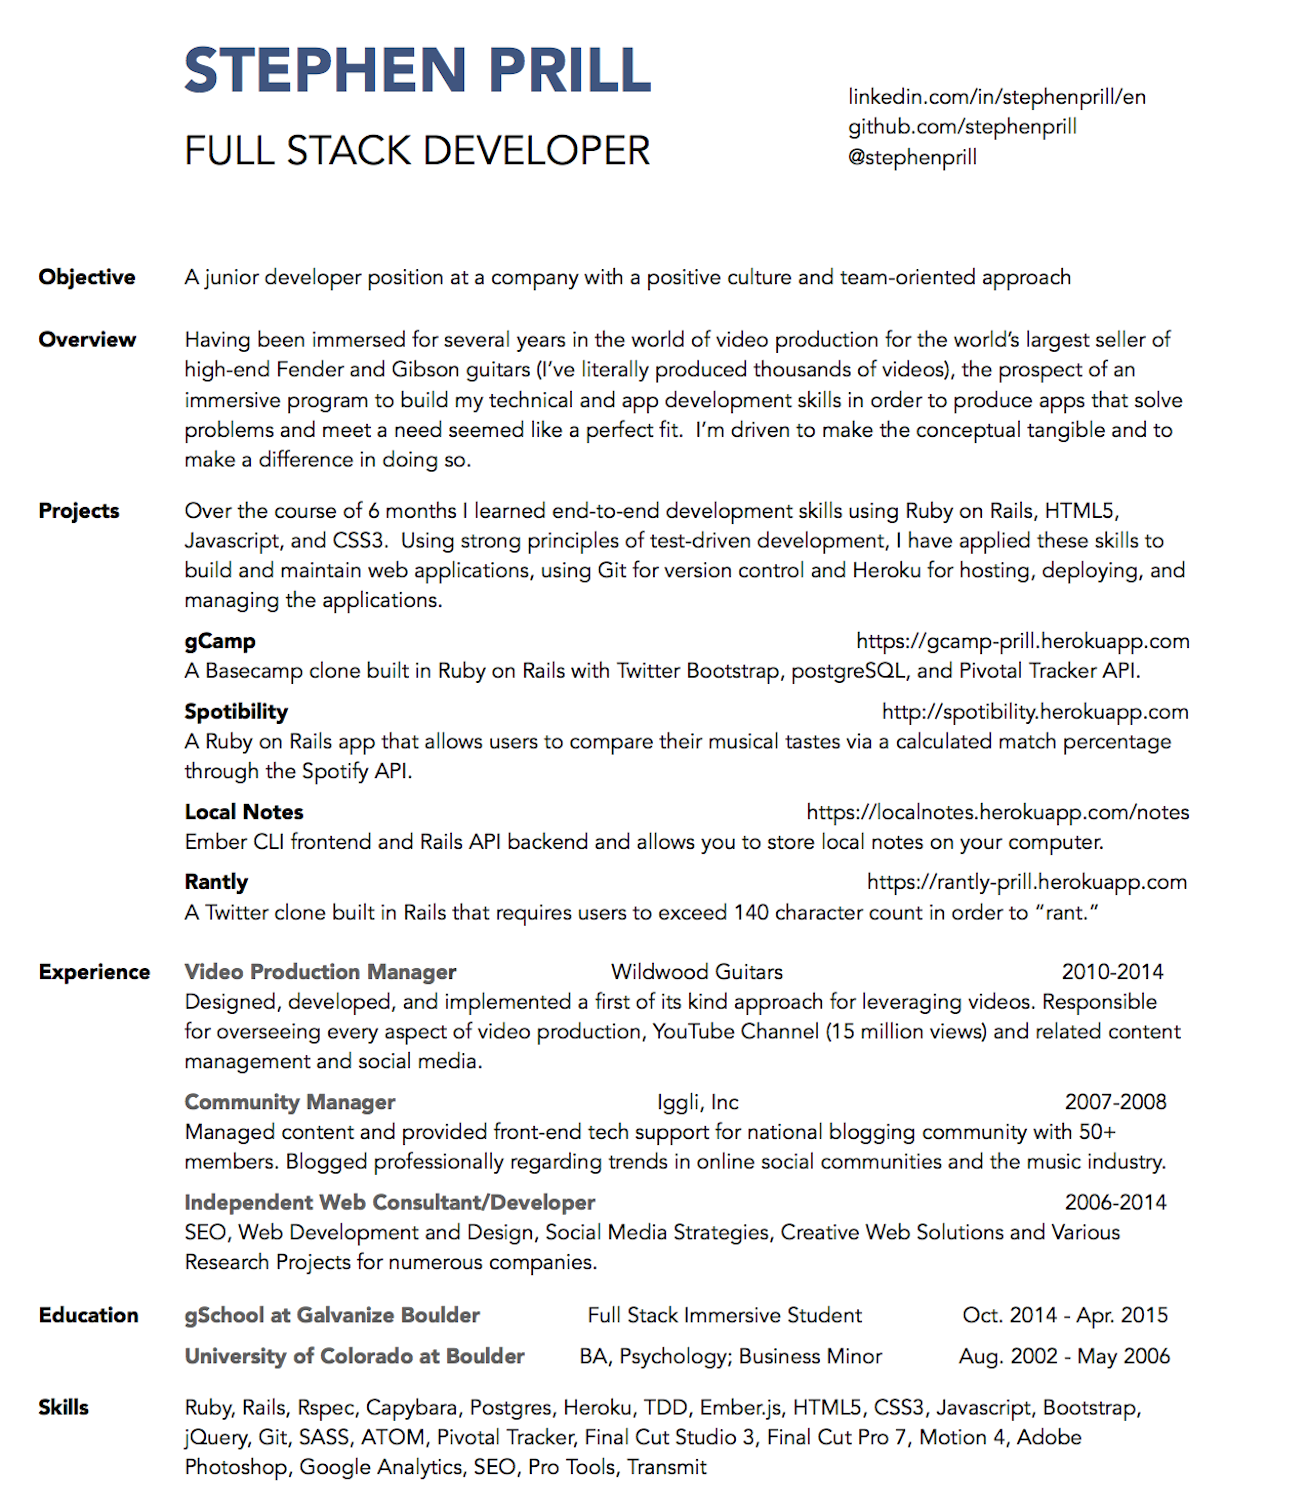 STEPHEN PRILL
FULL STACK DEVELOPER
linkedin.com/in/stephenprill/en
github.com/stephenprill
@stephenprill
Objective A junior developer position at a company with a positive culture and team-oriented approach
Overview Having been immersed for several years in the world of video production for the world’s largest seller of
high-end Fender and Gibson guitars (I’ve literally produced thousands of videos), the prospect of an
immersive program to build my technical and app development skills in order to produce apps that solve
problems and meet a need seemed like a perfect fit.  I’m driven to make the conceptual tangible and to
make a difference in doing so.
Projects Over the course of 6 months I learned end-to-end development skills using Ruby on Rails, HTML5,
Javascript, and CSS3.  Using strong principles of test-driven development, I have applied these skills to
build and maintain web applications, using Git for version control and Heroku for hosting, deploying, and
managing the applications.
gCamp https://gcamp-prill.herokuapp.com
A Basecamp clone built in Ruby on Rails with Twitter Bootstrap, postgreSQL, and Pivotal Tracker API.
Spotibility http://spotibility.herokuapp.com
A Ruby on Rails app that allows users to compare their musical tastes via a calculated match percentage
through the Spotify API.
Local Notes https://localnotes.herokuapp.com/notes
Ember CLI frontend and Rails API backend and allows you to store local notes on your computer.
Rantly https://rantly-prill.herokuapp.com
A Twitter clone built in Rails that requires users to exceed 140 character count in order to “rant.”
Experience Video Production Manager Wildwood Guitars 2010-2014
Designed, developed, and implemented a first of its kind approach for leveraging videos. Responsible
for overseeing every aspect of video production, YouTube Channel (15 million views) and related content
management and social media.
Community Manager Iggli, Inc 2007-2008
Managed content and provided front-end tech support for national blogging community with 50+
members. Blogged professionally regarding trends in online social communities and the music industry.
Independent Web Consultant/Developer 2006-2014
SEO, Web Development and Design, Social Media Strategies, Creative Web Solutions and Various
Research Projects for numerous companies.
Education gSchool at Galvanize Boulder Full Stack Immersive Student Oct. 2014 - Apr. 2015
University of Colorado at Boulder BA, Psychology; Business Minor Aug. 2002 - May 2006
Skills Ruby, Rails, Rspec, Capybara, Postgres, Heroku, TDD, Ember.js, HTML5, CSS3, Javascript, Bootstrap,
jQuery, Git, SASS, ATOM, Pivotal Tracker, Final Cut Studio 3, Final Cut Pro 7, Motion 4, Adobe
Photoshop, Google Analytics, SEO, Pro Tools, Transmit